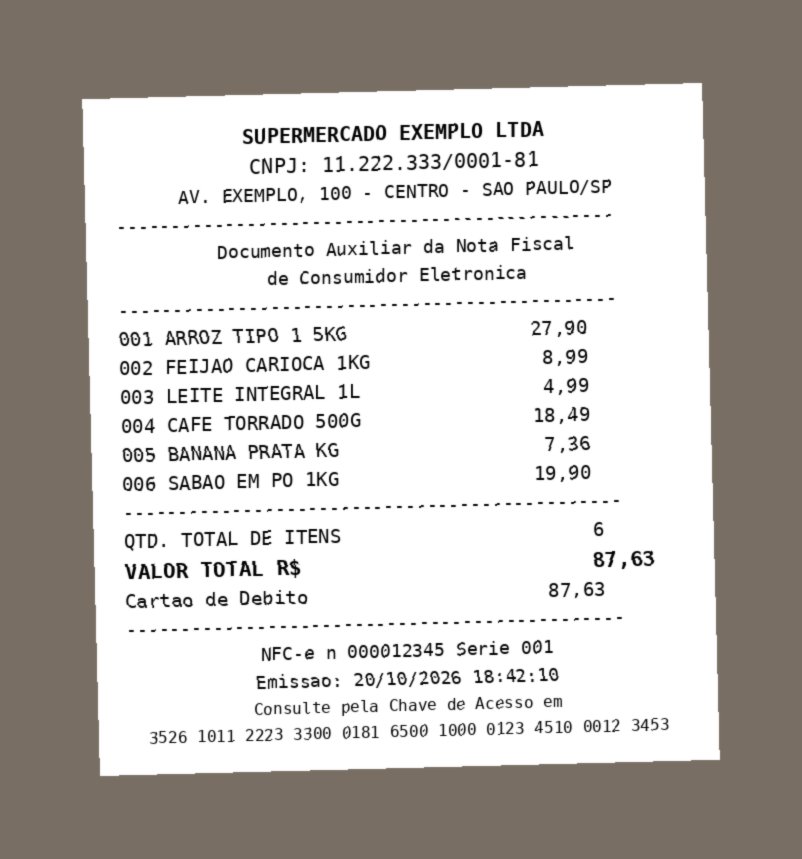 SUPERMERCADO EXEMPLO LTDA
CNPJ: 11.222.333/0001-81
AV. EXEMPLO, 100 - CENTRO - SAO PAULO/SP
Documento Auxiliar da Nota Fiscal
de Consumidor Eletronica
001 ARROZ TIPO 1 5KG 27,90
002 FEIJAO CARIOCA 1KG 8,99
003 LEITE INTEGRAL 1L 4,99
004 CAFE TORRADO 500G 18,49
005 BANANA PRATA KG 7,36
006 SABAO EM PO 1KG 19,90
QTD. TOTAL DE ITENS 6
VALOR TOTAL R$ 87,63
Cartao de Debito 87,63
NFC-e n 000012345 Serie 001
Emissao: 20/10/2026 18:42:10
Consulte pela Chave de Acesso em
3526 1011 2223 3300 0181 6500 1000 0123 4510 0012 3453